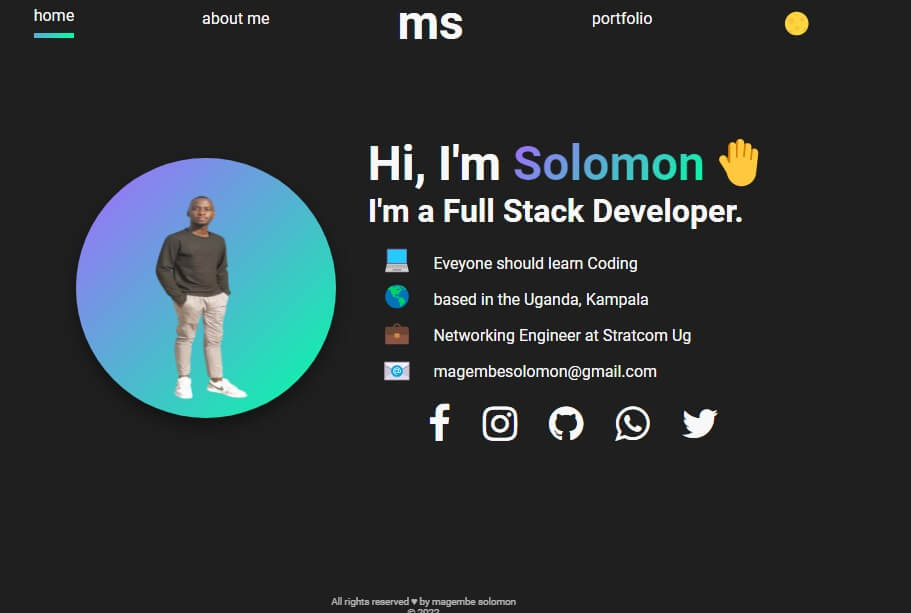 home
about me
ms
portfolio
Hi, I'm Solomon
I'm a Full Stack Developer.
Eveyone should learn Coding
based in the Uganda, Kampala
Networking Engineer at Stratcom Ug
magembesolomon@gmail.com
All rights reserved ♥ by magembe solomon
© 2022